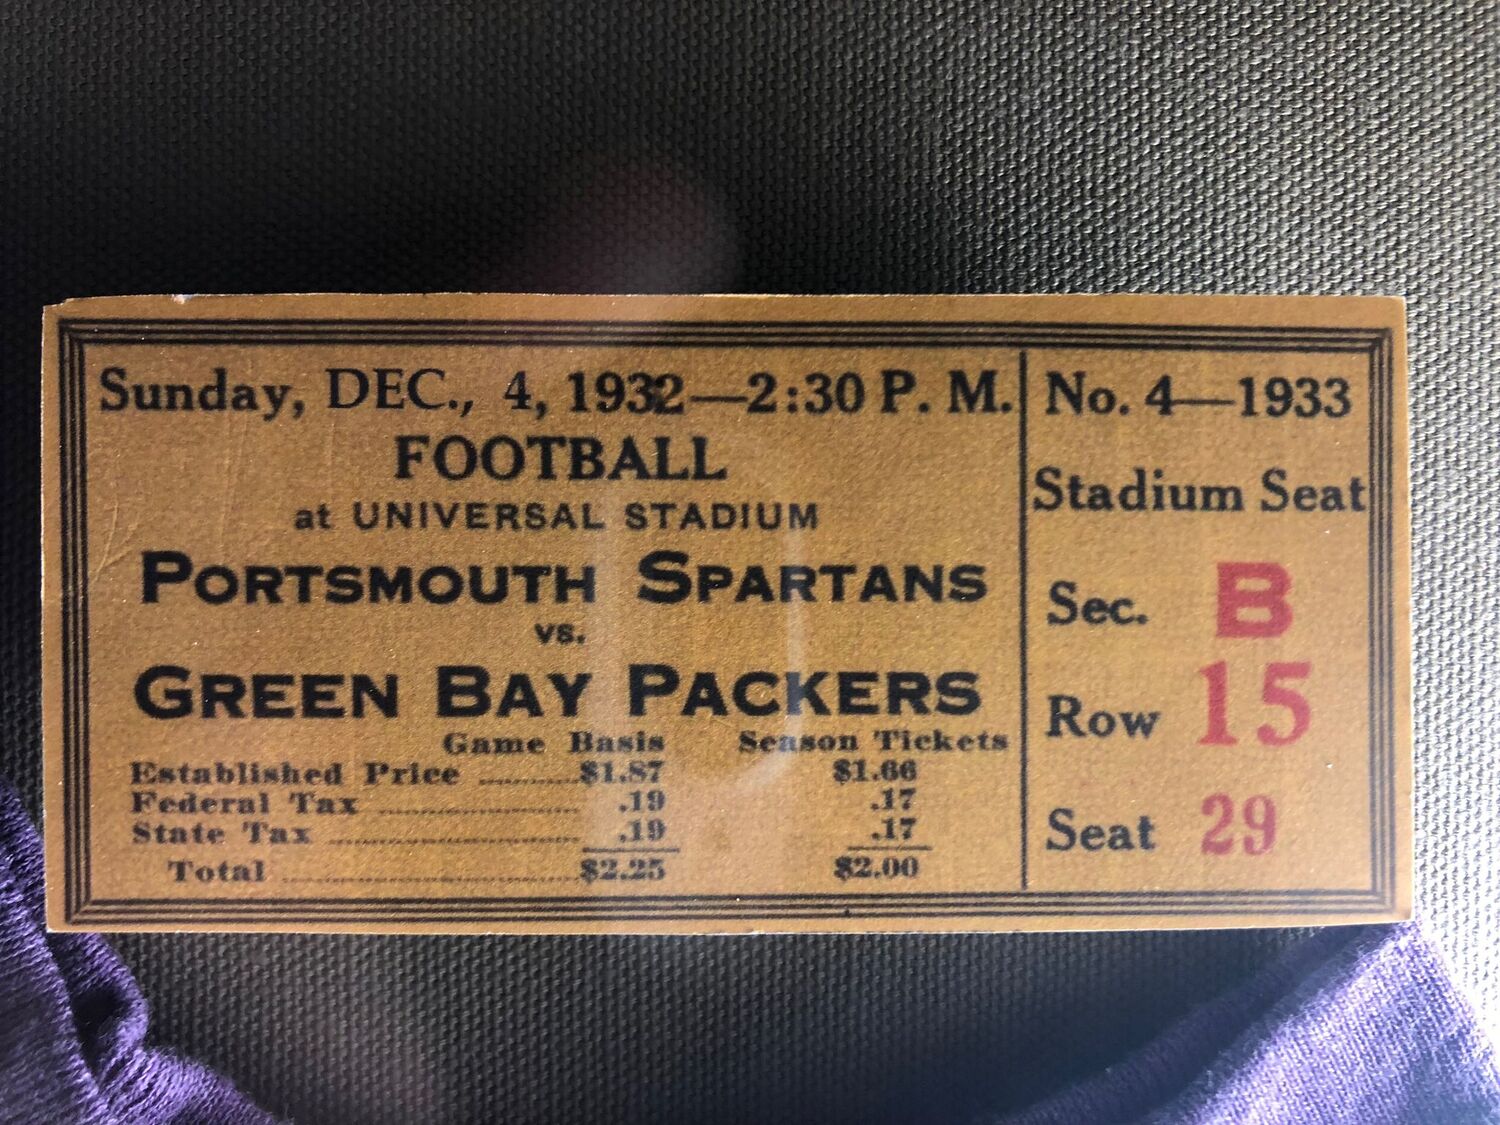 Sunday, DEC., 4, 1932—2:30 P. M.
FOOTBALL
at UNIVERSAL STADIUM
PORTSMOUTH SPARTANS
vs.
GREEN BAY PACKERS
Game Basis Season Tickets
Established Price ..........$1.87 $1.66
Federal Tax .................... .19 .17
State Tax ......................... .19 .17
Total ..............................$2.25 $2.00
No. 4—1933
Stadium Seat
Sec. B
Row 15
Seat 29